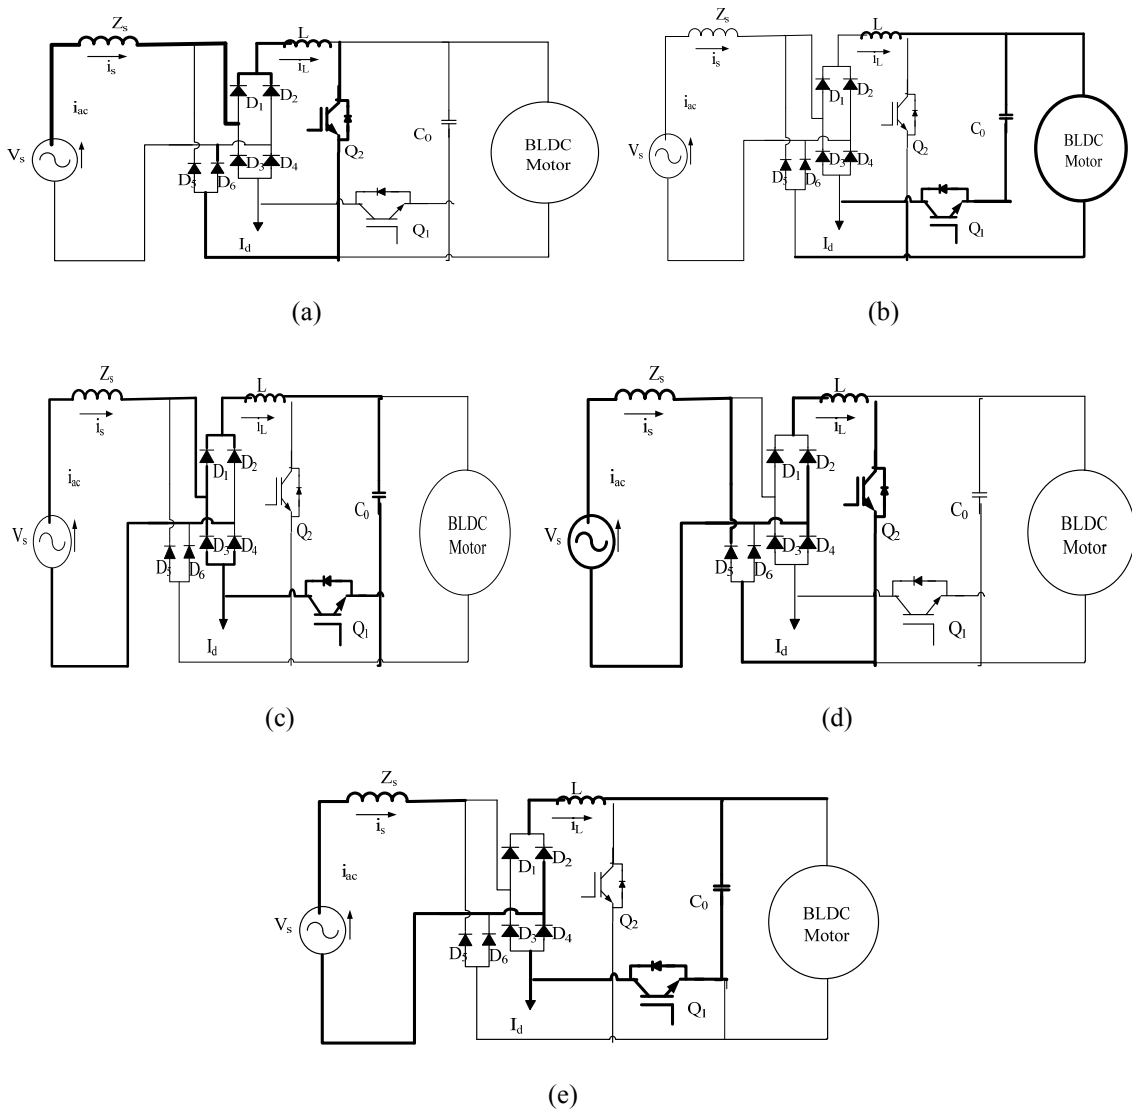 Zs
L
is
iL
iac
D1
D2
Q2
C0
Vs
BLDC
Motor
D3
D4
D5
D6
Q1
Id
(a)
Zs
L
is
iL
iac
D1
D2
Q2
C0
Vs
BLDC
Motor
D3
D4
D5
D6
Q1
Id
(b)
Zs
L
is
iL
D1
D2
iac
C0
Vs
Q2
BLDC
Motor
D3
D4
D5
D6
Q1
Id
(c)
Zs
L
is
iL
D1
D2
iac
C0
Vs
Q2
BLDC
Motor
D3
D4
D5
D6
Q1
Id
(d)
Zs
L
is
iL
D1
D2
iac
C0
Vs
Q2
BLDC
Motor
D3
D4
D5
D6
Q1
Id
(e)